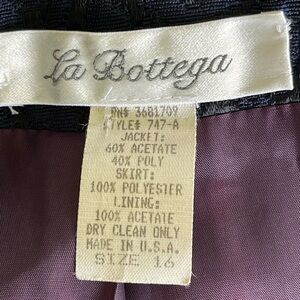 La Bottega
RN# 3681709
STYLE# 747-A
JACKET:
60% ACETATE
40% POLY
SKIRT:
100% POLYESTER
LINING:
100% ACETATE
DRY CLEAN ONLY
MADE IN U.S.A.
SIZE 16